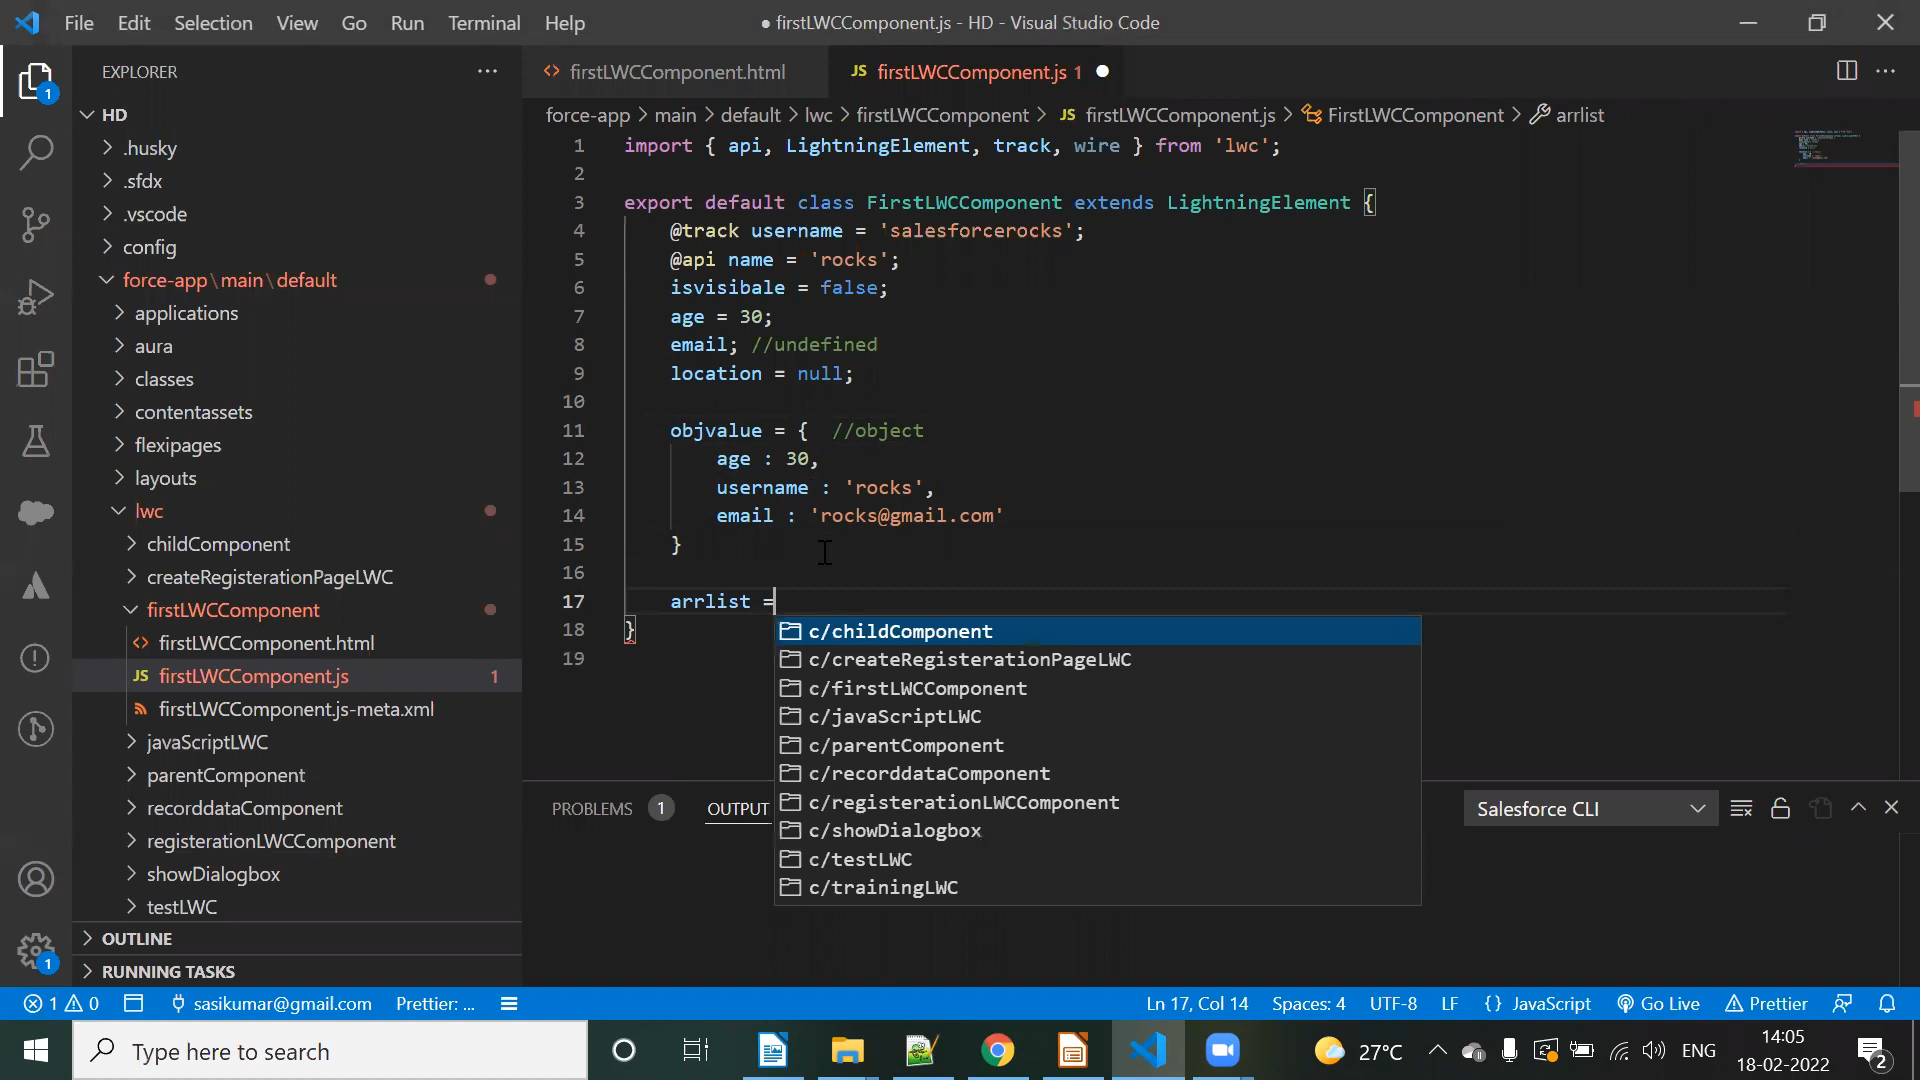 File Edit Selection View Go Run Terminal Help
● firstLWCComponent.js - HD - Visual Studio Code
EXPLORER
HD
.husky
.sfdx
.vscode
config
force-app\main\default
applications
aura
classes
contentassets
flexipages
layouts
lwc
childComponent
createRegisterationPageLWC
firstLWCComponent
firstLWCComponent.html
firstLWCComponent.js 1
firstLWCComponent.js-meta.xml
javaScriptLWC
parentComponent
recorddataComponent
registerationLWCComponent
showDialogbox
testLWC
OUTLINE
RUNNING TASKS
1
1
firstLWCComponent.html
JS firstLWCComponent.js 1
force-app > main > default > lwc > firstLWCComponent > JS firstLWCComponent.js > FirstLWCComponent > arrlist
1 import { api, LightningElement, track, wire } from 'lwc';
2
3 export default class FirstLWCComponent extends LightningElement {
4 @track username = 'salesforcerocks';
5 @api name = 'rocks';
6 isvisibale = false;
7 age = 30;
8 email; //undefined
9 location = null;
10
11 objvalue = { //object
12 age : 30,
13 username : 'rocks',
14 email : 'rocks@gmail.com'
15 }
16
17 arrlist =
18 }
19
c/childComponent
c/createRegisterationPageLWC
c/firstLWCComponent
c/javaScriptLWC
c/parentComponent
c/recorddataComponent
c/registerationLWCComponent
c/showDialogbox
c/testLWC
c/trainingLWC
PROBLEMS 1 OUTPUT
Salesforce CLI
1 0 sasikumar@gmail.com Prettier: ...
Ln 17, Col 14 Spaces: 4 UTF-8 LF {} JavaScript Go Live Prettier
Type here to search
27°C ENG
14:05
18-02-2022
2